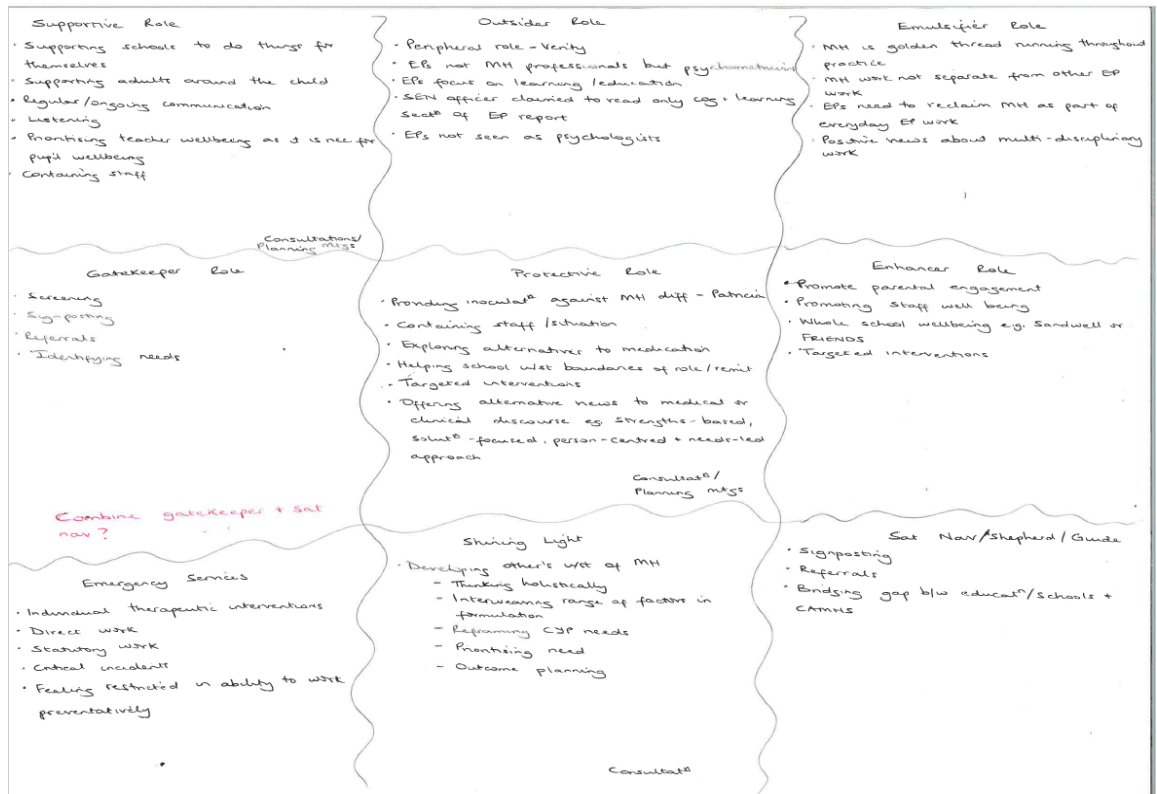 Supportive Role
· Supporting schools to do things for
themselves
· Supporting adults around the child
· Regular/ongoing communication
· Listening
· Prioritising teacher wellbeing as it is nec for
pupil wellbeing
· Containing staff
Consultations/
Planning mtgs
Outsider Role
· Peripheral role - Verity
· EPs not MH professionals but psychometricians
· EPs focus on learning/education
· SEN officer claimed to read only cog + learning
sectⁿ of EP report
· EPs not seen as psychologists
Emulsifier Role
· MH is golden thread running throughout
practice
· MH work not separate from other EP
work
· EPs need to reclaim MH as part of
everyday EP work
· Positive news about multi-disciplinary
work
Gatekeeper Role
· Screening
· Signposting
· Referrals
· Identifying needs
Combine gatekeeper + sat
nav?
Protective Role
· Providing inoculatⁿ against MH diff - Patricia
· Containing staff/situation
· Exploring alternatives to medication
· Helping school u/st boundaries of role/remit
· Targeted interventions
· Offering alternative news to medical or
clinical discourse eg. strengths-based,
solutⁿ-focused, person-centred + needs-led
approach
Consultatⁿ/
Planning mtgs
Enhancer Role
· Promote parental engagement
· Promoting staff well being
· Whole school wellbeing e.g. Sandwell or
FRIENDS
· Targeted interventions
Emergency Services
· Individual therapeutic interventions
· Direct work
· Statutory work
· Critical incidents
· Feeling restricted in ability to work
preventatively
Shining Light
· Developing other's u/st of MH
- Thinking holistically
- Interweaving range of factors in
formulation
- Reframing CYP needs
- Prioritising need
- Outcome planning
Consultatⁿ
Sat Nav/Shepherd/Guide
· Signposting
· Referrals
· Bridging gap b/w educatⁿ/schools +
CAMHS